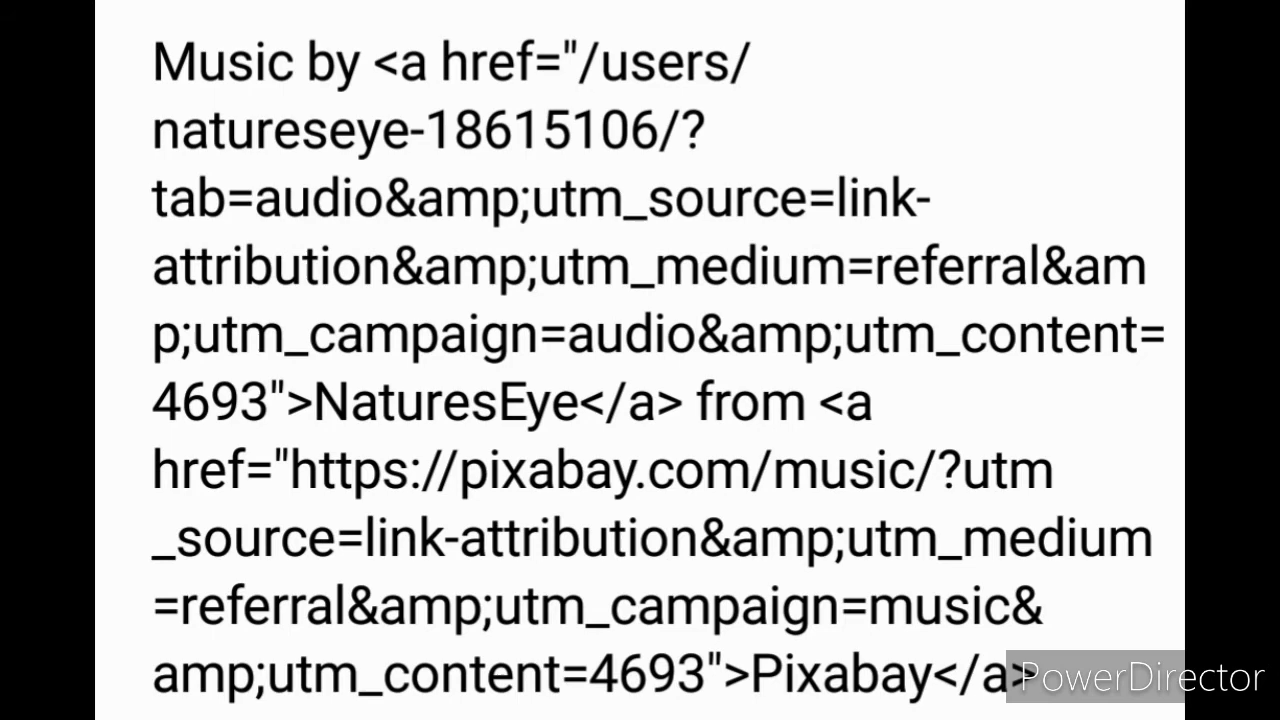 Music by <a href="/users/
natureseye-18615106/?
tab=audio&amp;utm_source=link-
attribution&amp;utm_medium=referral&am
p;utm_campaign=audio&amp;utm_content=
4693">NaturesEye</a> from <a
href="https://pixabay.com/music/?utm
_source=link-attribution&amp;utm_medium
=referral&amp;utm_campaign=music&
amp;utm_content=4693">Pixabay</a>
PowerDirector